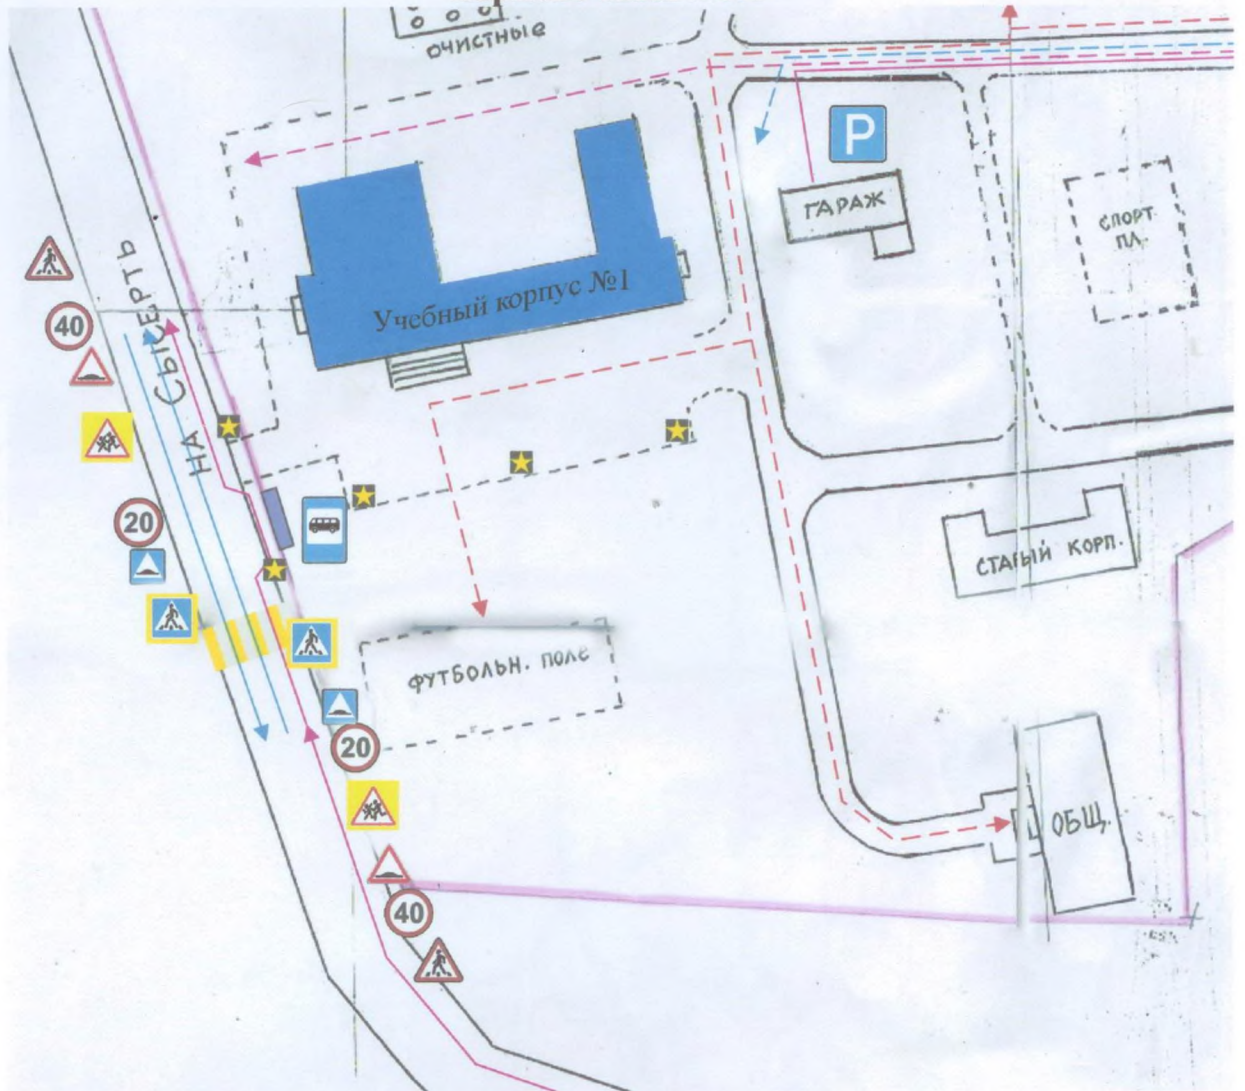 ОЧИСТНЫЕ
P
ГАРАЖ
СПОРТ
ПЛ.
НА СЫСЕРТЬ
40
Учебный корпус №1
20
СТАРЫЙ КОРП.
ФУТБОЛЬН. ПОЛЕ
20
ОБЩ.
40